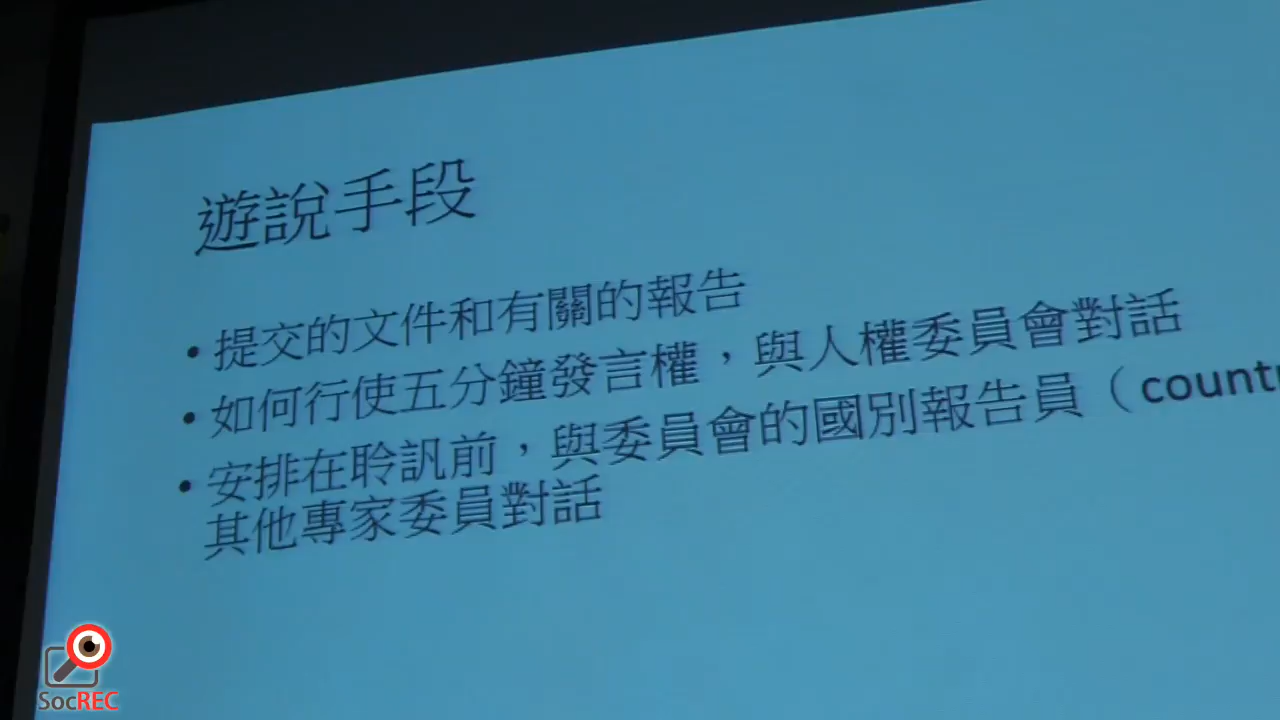 遊說手段
• 提交的文件和有關的報告
• 如何行使五分鐘發言權，與人權委員會對話
• 安排在聆訊前，與委員會的國別報告員（count
其他專家委員對話
SocREC